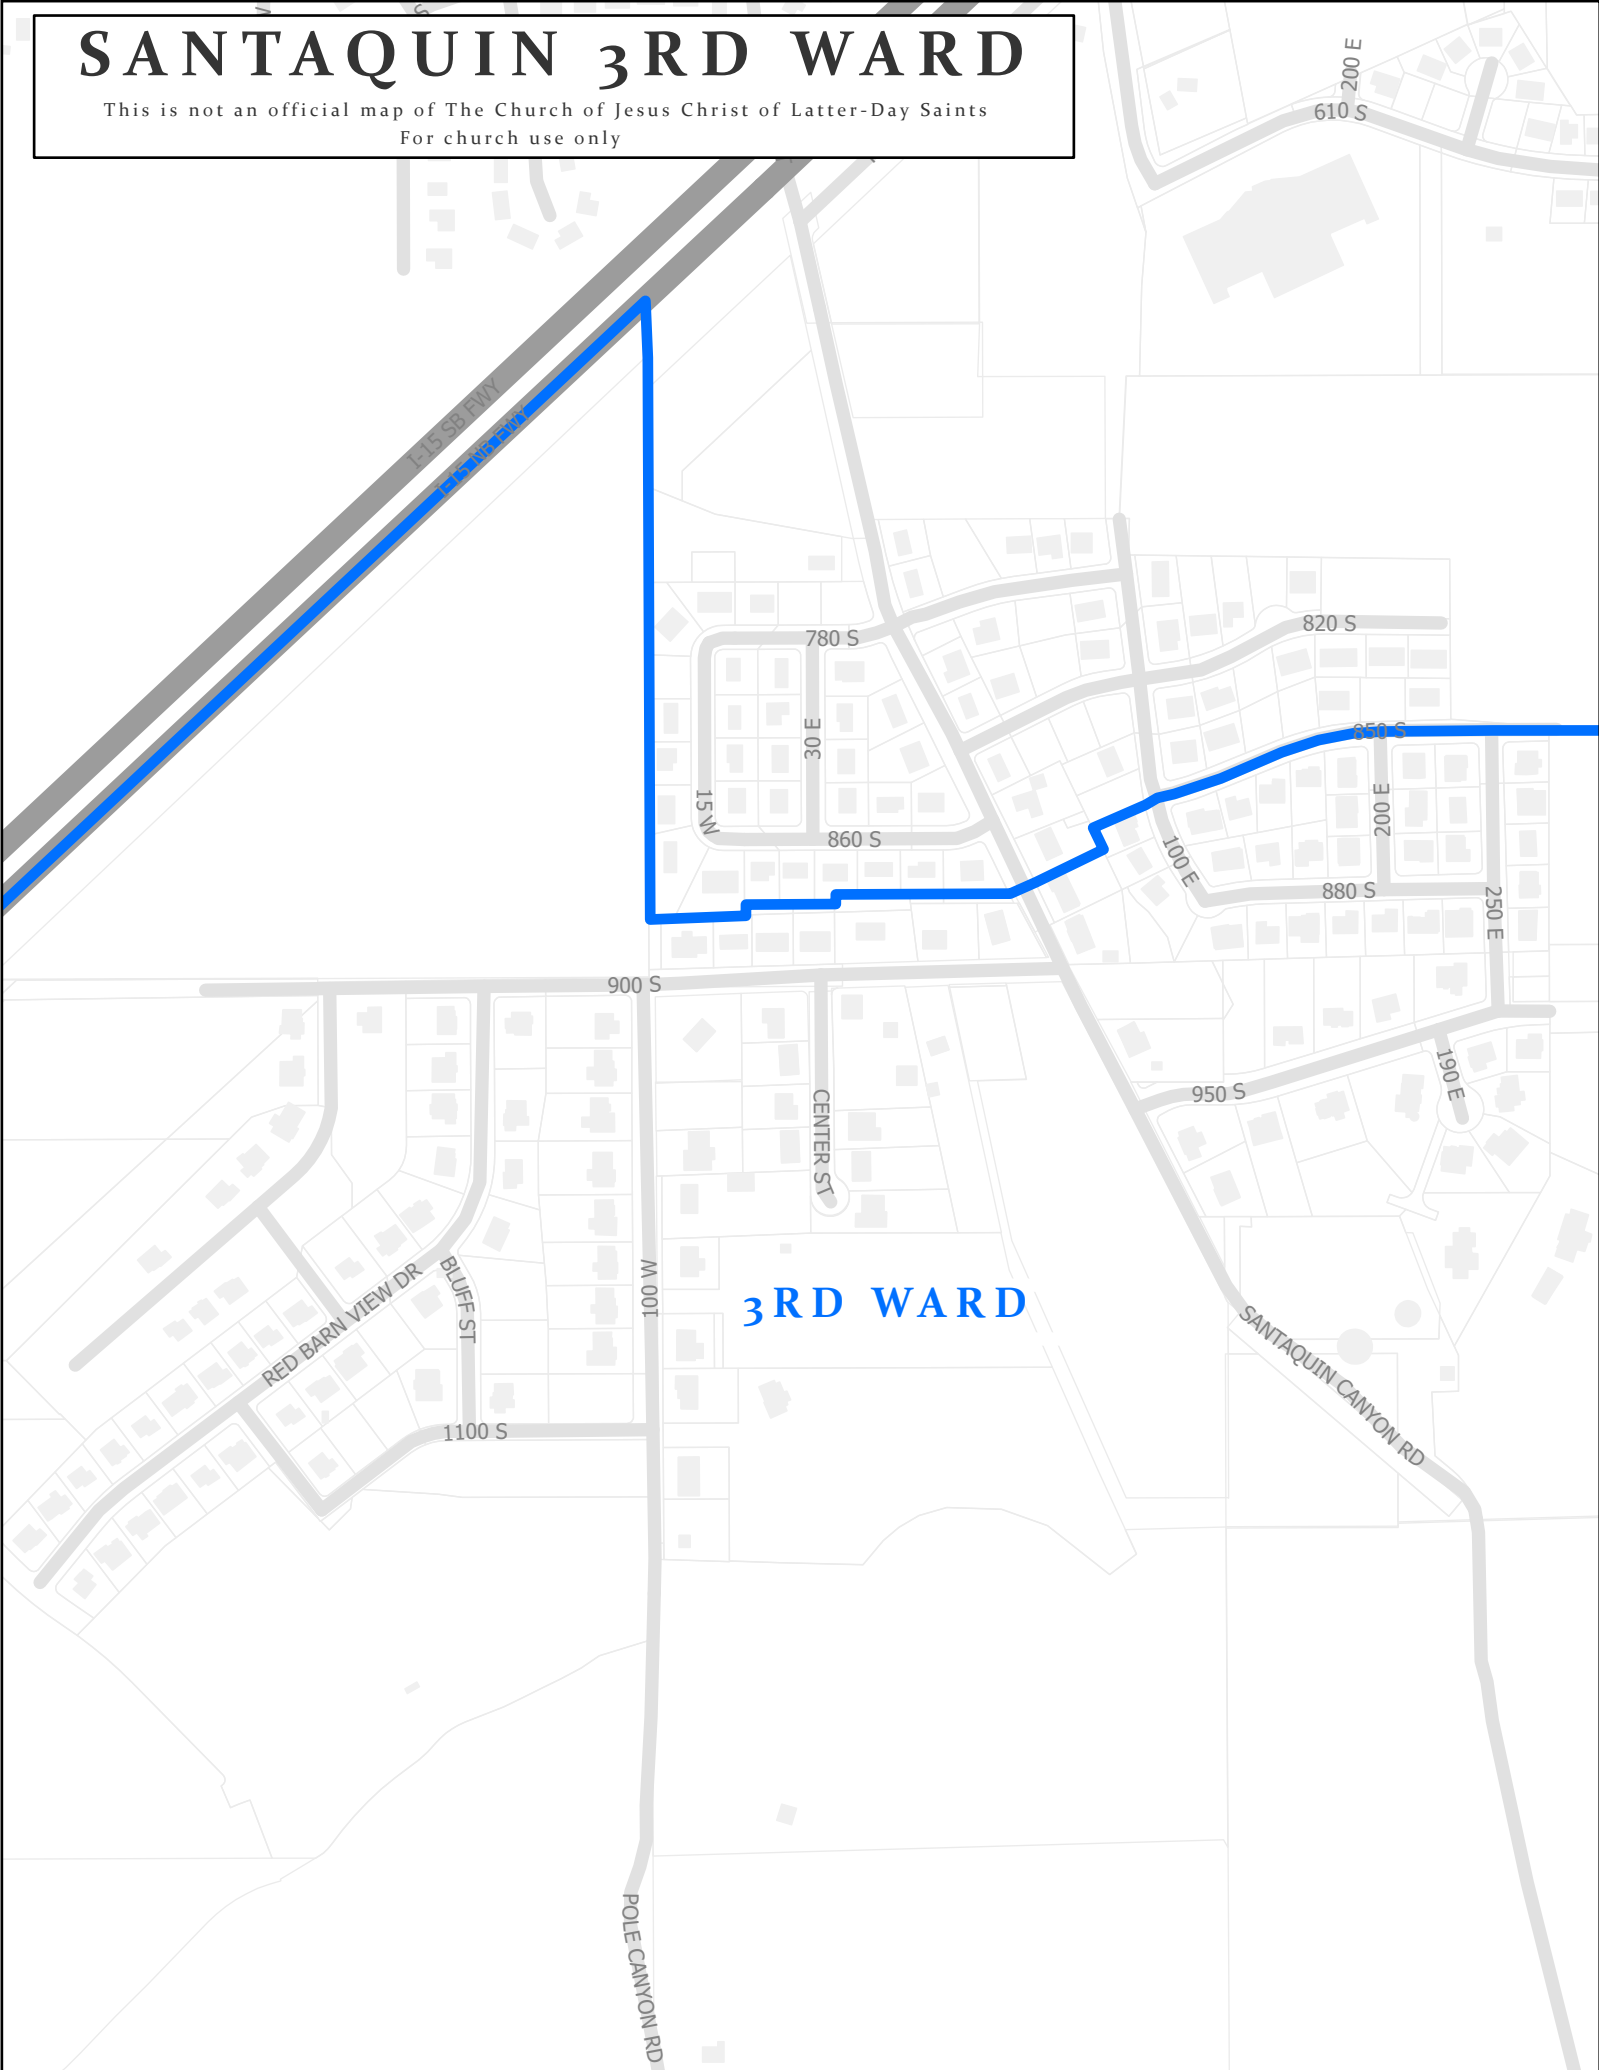 SANTAQUIN 3RD WARD
This is not an official map of The Church of Jesus Christ of Latter-Day Saints
For church use only
200 E
610 S
I-15 SB FWY
I-15 NB FWY
780 S
820 S
30 E
850 S
15 W
200 E
860 S
100 E
880 S
250 E
900 S
190 E
950 S
CENTER ST
100 W
BLUFF ST
3RD WARD
RED BARN VIEW DR
SANTAQUIN CANYON RD
1100 S
POLE CANYON RD